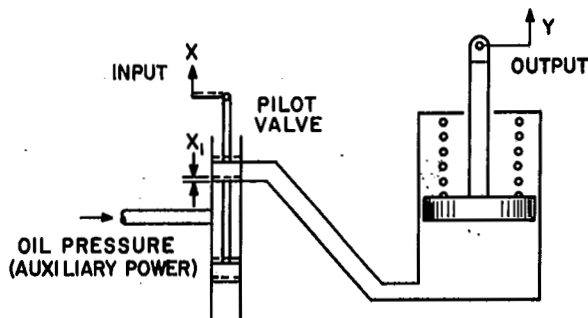 X
INPUT
PILOT
VALVE
X1
OIL PRESSURE
(AUXILIARY POWER)
Y
OUTPUT